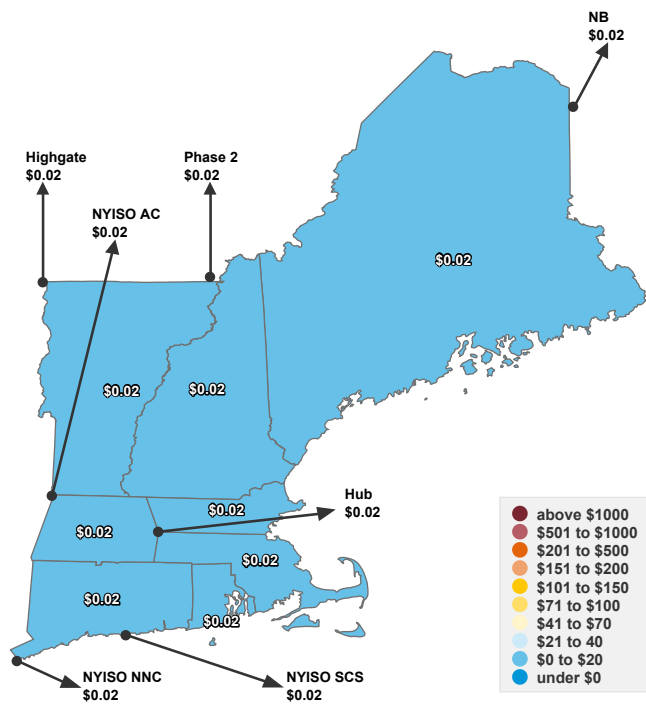 NB
$0.02
Highgate
$0.02
Phase 2
$0.02
NYISO AC
$0.02
$0.02
$0.02
$0.02
Hub
$0.02
$0.02
$0.02
$0.02
$0.02
$0.02
NYISO NNC
$0.02
NYISO SCS
$0.02
above $1000
$501 to $1000
$201 to $500
$151 to $200
$101 to $150
$71 to $100
$41 to $70
$21 to 40
$0 to $20
under $0